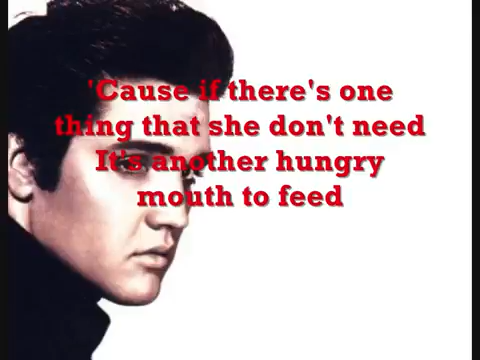 'Cause if there's one
thing that she don't need
It's another hungry
mouth to feed